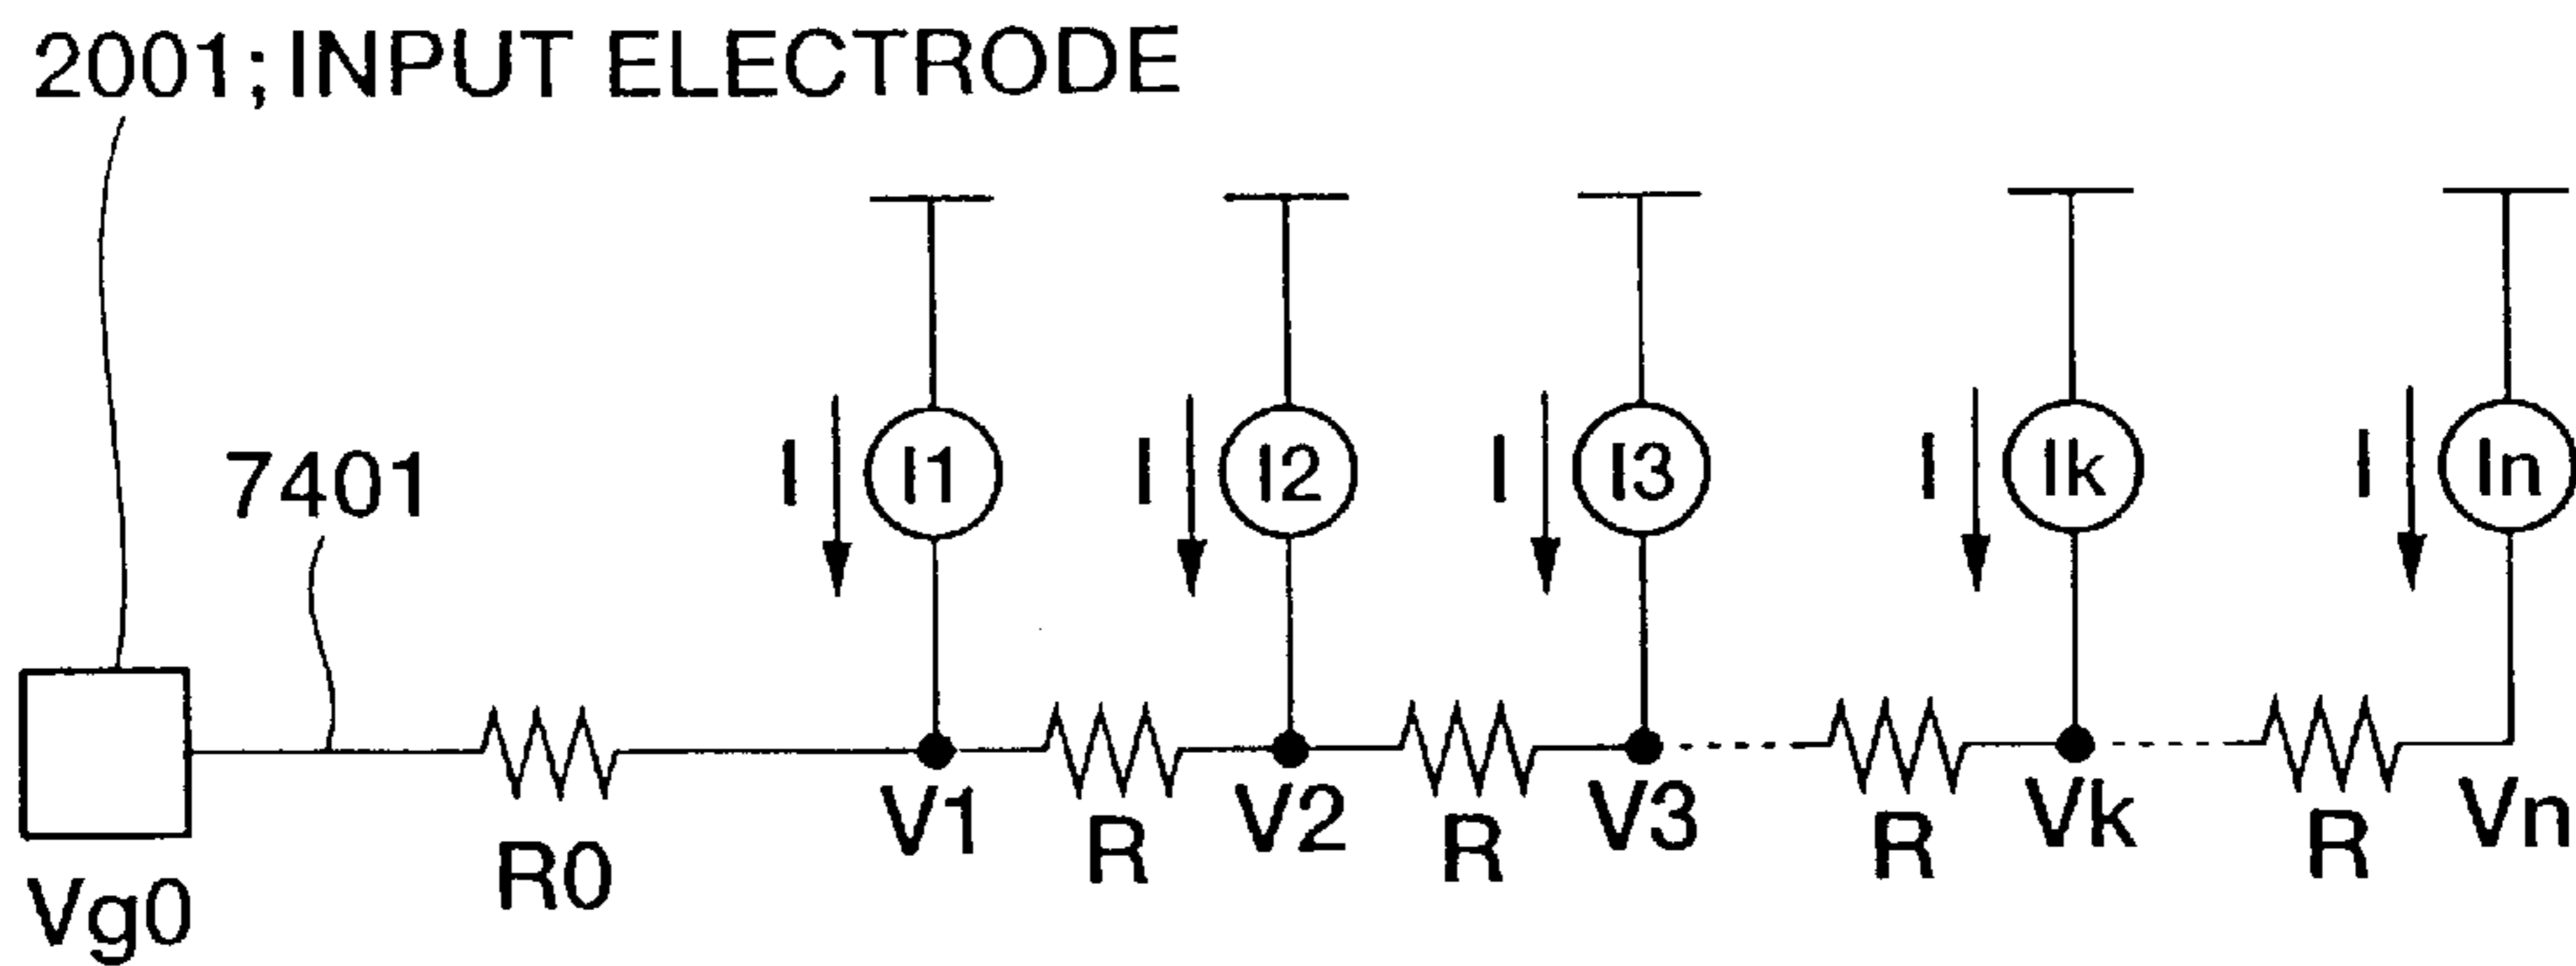 2001; INPUT ELECTRODE
7401
I I1 I I2 I I3 I Ik I In
V1 V2 V3 Vk Vn
R0 R R R R
Vg0